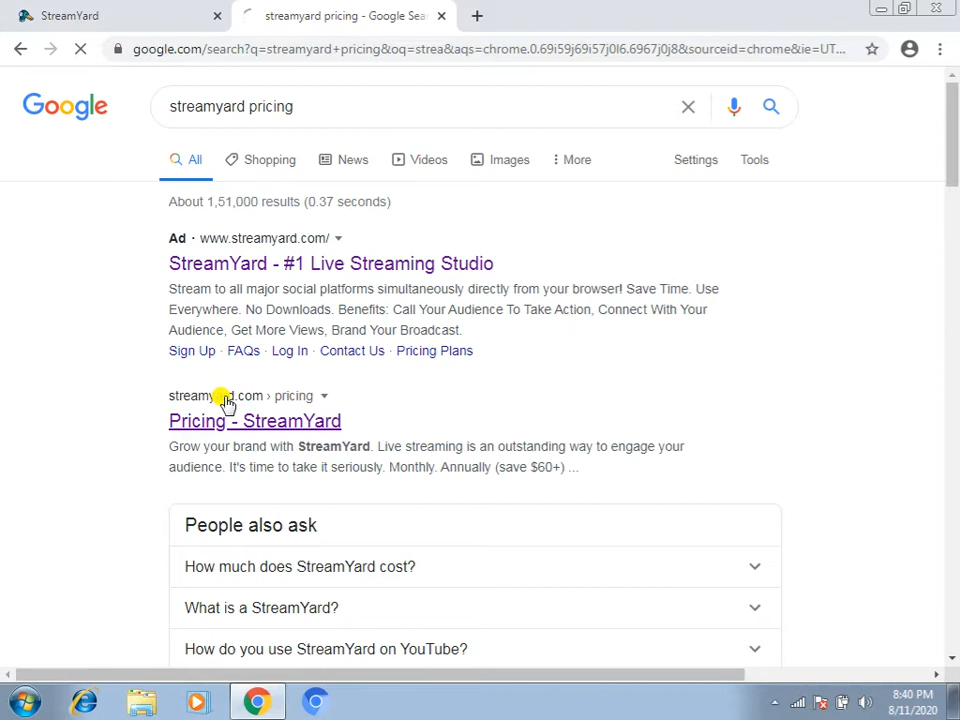 StreamYard
streamyard pricing - Google Sear
google.com/search?q=streamyard+pricing&oq=strea&aqs=chrome.0.69i59j69i57j0l6.6967j0j8&sourceid=chrome&ie=UT...
Google
streamyard pricing
All
Shopping
News
Videos
Images
More
Settings
Tools
About 1,51,000 results (0.37 seconds)
Ad · www.streamyard.com/
StreamYard - #1 Live Streaming Studio
Stream to all major social platforms simultaneously directly from your browser! Save Time. Use
Everywhere. No Downloads. Benefits: Call Your Audience To Take Action, Connect With Your
Audience, Get More Views, Brand Your Broadcast.
Sign Up · FAQs · Log In · Contact Us · Pricing Plans
streamyard.com › pricing
Pricing - StreamYard
Grow your brand with StreamYard. Live streaming is an outstanding way to engage your
audience. It's time to take it seriously. Monthly. Annually (save $60+) ...
People also ask
How much does StreamYard cost?
What is a StreamYard?
How do you use StreamYard on YouTube?
8:40 PM
8/11/2020